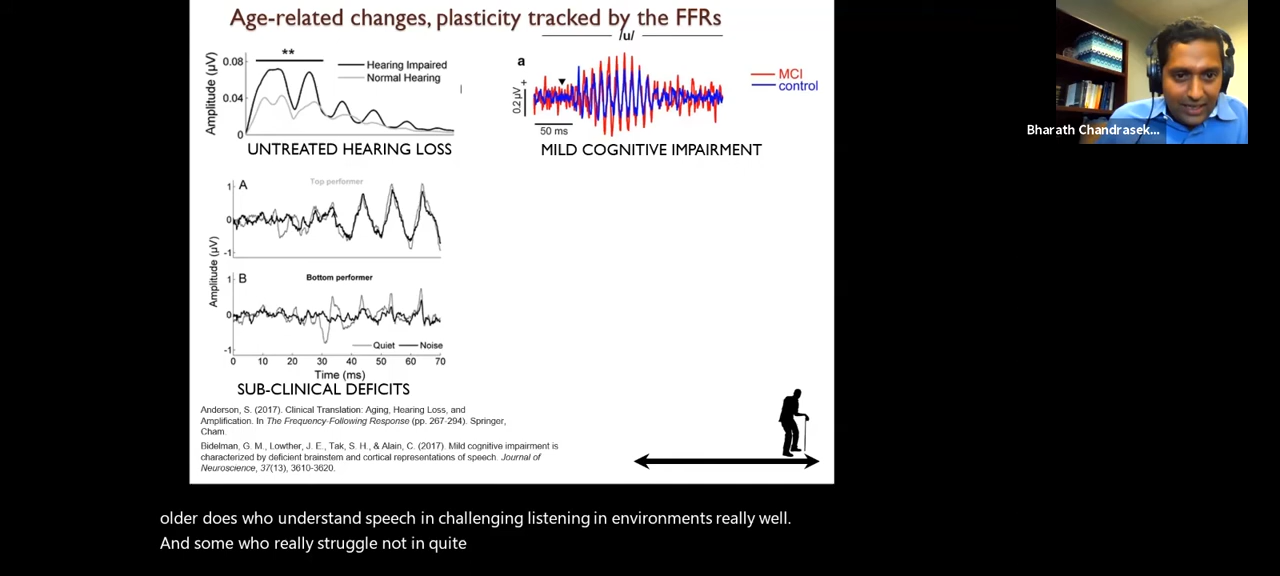 Age-related changes, plasticity tracked by the FFRs
/u/
0.08
**
Hearing Impaired
Normal Hearing
0.04
0
Amplitude (µV)
UNTREATED HEARING LOSS
a
MCI
control
0.2 µV
+
50 ms
MILD COGNITIVE IMPAIRMENT
A
Top performer
1
0
-1
B
Bottom performer
1
0
-1
Amplitude (µV)
Quiet
Noise
0 10 20 30 40 50 60 70
Time (ms)
SUB-CLINICAL DEFICITS
Anderson, S. (2017). Clinical Translation: Aging, Hearing Loss, and
Amplification. In The Frequency-Following Response (pp. 267-294). Springer,
Cham.
Bidelman, G. M., Lowther, J. E., Tak, S. H., & Alain, C. (2017). Mild cognitive impairment is
characterized by deficient brainstem and cortical representations of speech. Journal of
Neuroscience, 37(13), 3610-3620.
Bharath Chandrasek...
older does who understand speech in challenging listening in environments really well.
And some who really struggle not in quite